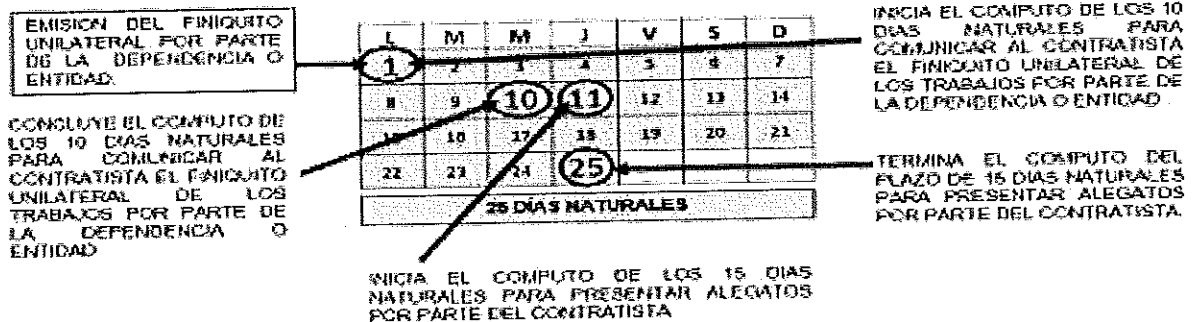 EMISION DEL FINIQUITO
UNILATERAL POR PARTE
DE LA DEPENDENCIA O
ENTIDAD.
CONCLUYE EL COMPUTO DE
LOS 10 DIAS NATURALES
PARA COMUNICAR AL
CONTRATISTA EL FINIQUITO
UNILATERAL DE LOS
TRABAJOS POR PARTE DE
LA DEPENDENCIA O
ENTIDAD
L M M J V S D
1 2 3 4 5 6 7
8 9 10 11 12 13 14
15 16 17 18 19 20 21
22 23 24 25
25 DIAS NATURALES
INICIA EL COMPUTO DE LOS 15 DIAS
NATURALES PARA PRESENTAR ALEGATOS
POR PARTE DEL CONTRATISTA
INICIA EL COMPUTO DE LOS 10
DIAS NATURALES PARA
COMUNICAR AL CONTRATISTA
EL FINIQUITO UNILATERAL DE
LOS TRABAJOS POR PARTE DE
LA DEPENDENCIA O ENTIDAD
TERMINA EL COMPUTO DEL
PLAZO DE 15 DIAS NATURALES
PARA PRESENTAR ALEGATOS
POR PARTE DEL CONTRATISTA.